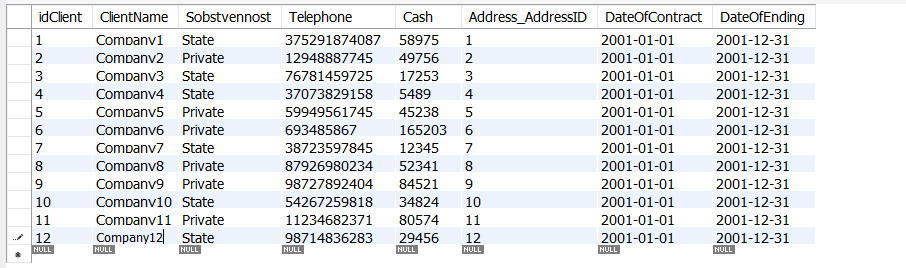 idClient ClientName Sobstvennost Telephone Cash Address_AddressID DateOfContract DateOfEnding
1 Company1 State 375291874087 58975 1 2001-01-01 2001-12-31
2 Company2 Private 12948887745 49756 2 2001-01-01 2001-12-31
3 Company3 State 76781459725 17253 3 2001-01-01 2001-12-31
4 Company4 State 37073829158 5489 4 2001-01-01 2001-12-31
5 Company5 Private 59949561745 45238 5 2001-01-01 2001-12-31
6 Company6 Private 693485867 165203 6 2001-01-01 2001-12-31
7 Company7 State 38723597845 12345 7 2001-01-01 2001-12-31
8 Company8 Private 87926980234 52341 8 2001-01-01 2001-12-31
9 Company9 Private 98727892404 84521 9 2001-01-01 2001-12-31
10 Company10 State 54267259818 34824 10 2001-01-01 2001-12-31
11 Company11 Private 11234682371 80574 11 2001-01-01 2001-12-31
12 Company12 State 98714836283 29456 12 2001-01-01 2001-12-31
NULL NULL NULL NULL NULL NULL NULL NULL